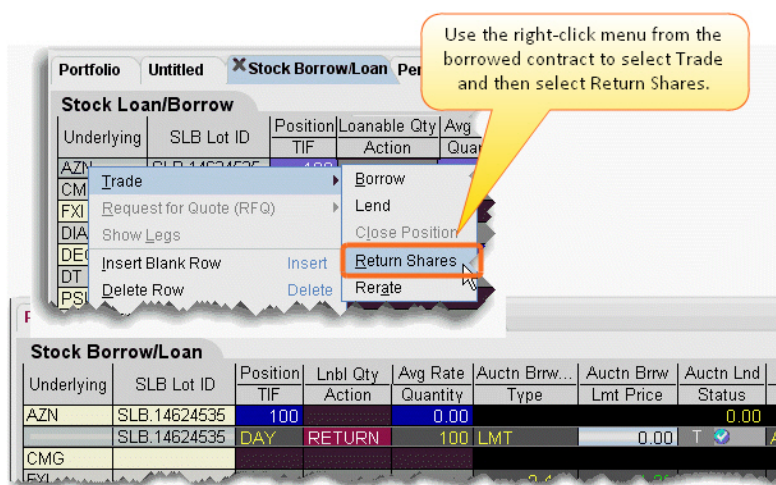 Use the right-click menu from the
borrowed contract to select Trade
and then select Return Shares.
Portfolio Untitled Stock Borrow/Loan Per
Stock Loan/Borrow
Underlying SLB Lot ID Position Loanable Qty Avg
TIF Action
AZN 100
CM Trade Borrow
FXI Request for Quote (RFQ) Lend
DIA Show Legs Close Position
DEC Insert Blank Row Insert Return Shares
DT Delete Row Delete Rerate
Stock Borrow/Loan
Underlying SLB Lot ID Position Lnbl Qty Avg Rate Auctn Brrw... Auctn Brrw Auctn Lnd
TIF Action Quantity Type Lmt Price Status
AZN SLB.14624535 100 0.00 0.00
SLB.14624535 DAY RETURN 100 LMT 0.00 T
CMG